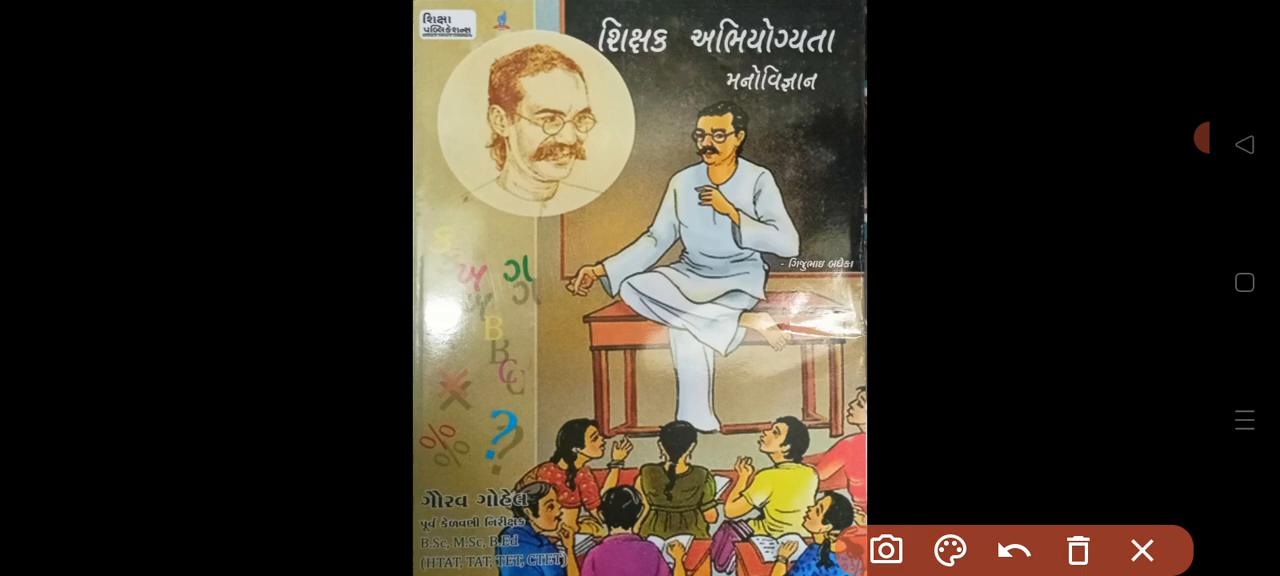 શિક્ષા
પબ્લિકેશન્સ
શિક્ષક અભિયોગ્યતા
મનોવિજ્ઞાન
- ગિજુભાઇ બધેકા
ક
ખ ગ
B
C
×
%
?
ગૌરવ ગોહેલ
પૂર્વ કેળવણી નિરીક્ષક
B.Sc, M.Sc, B.Ed
(HTAT, TAT, TET, CTET)